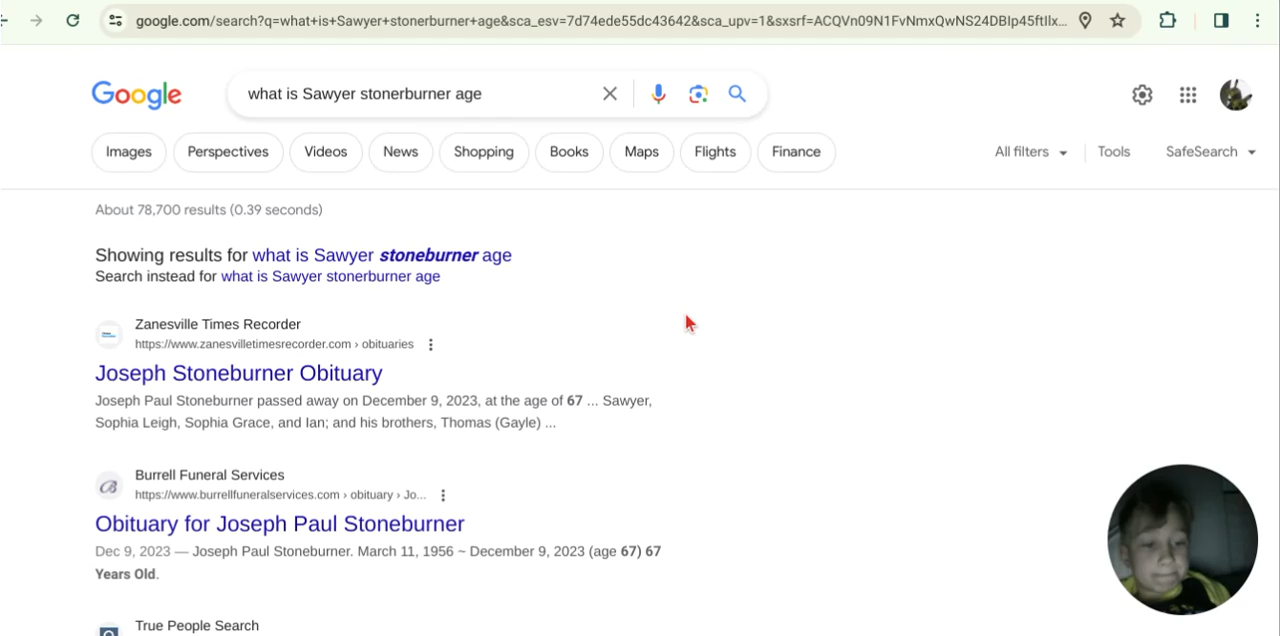 google.com/search?q=what+is+Sawyer+stonerburner+age&sca_esv=7d74ede55dc43642&sca_upv=1&sxsrf=ACQVn09N1FvNmxQwNS24DBIp45ftIlx...
Google
what is Sawyer stonerburner age
Images Perspectives Videos News Shopping Books Maps Flights Finance All filters Tools SafeSearch
About 78,700 results (0.39 seconds)
Showing results for what is Sawyer stoneburner age
Search instead for what is Sawyer stonerburner age
Zanesville Times Recorder
https://www.zanesvilletimesrecorder.com › obituaries
Joseph Stoneburner Obituary
Joseph Paul Stoneburner passed away on December 9, 2023, at the age of 67 ... Sawyer,
Sophia Leigh, Sophia Grace, and Ian; and his brothers, Thomas (Gayle) ...
Burrell Funeral Services
https://www.burrellfuneralservices.com › obituary › Jo...
Obituary for Joseph Paul Stoneburner
Dec 9, 2023 — Joseph Paul Stoneburner. March 11, 1956 ~ December 9, 2023 (age 67) 67
Years Old.
True People Search